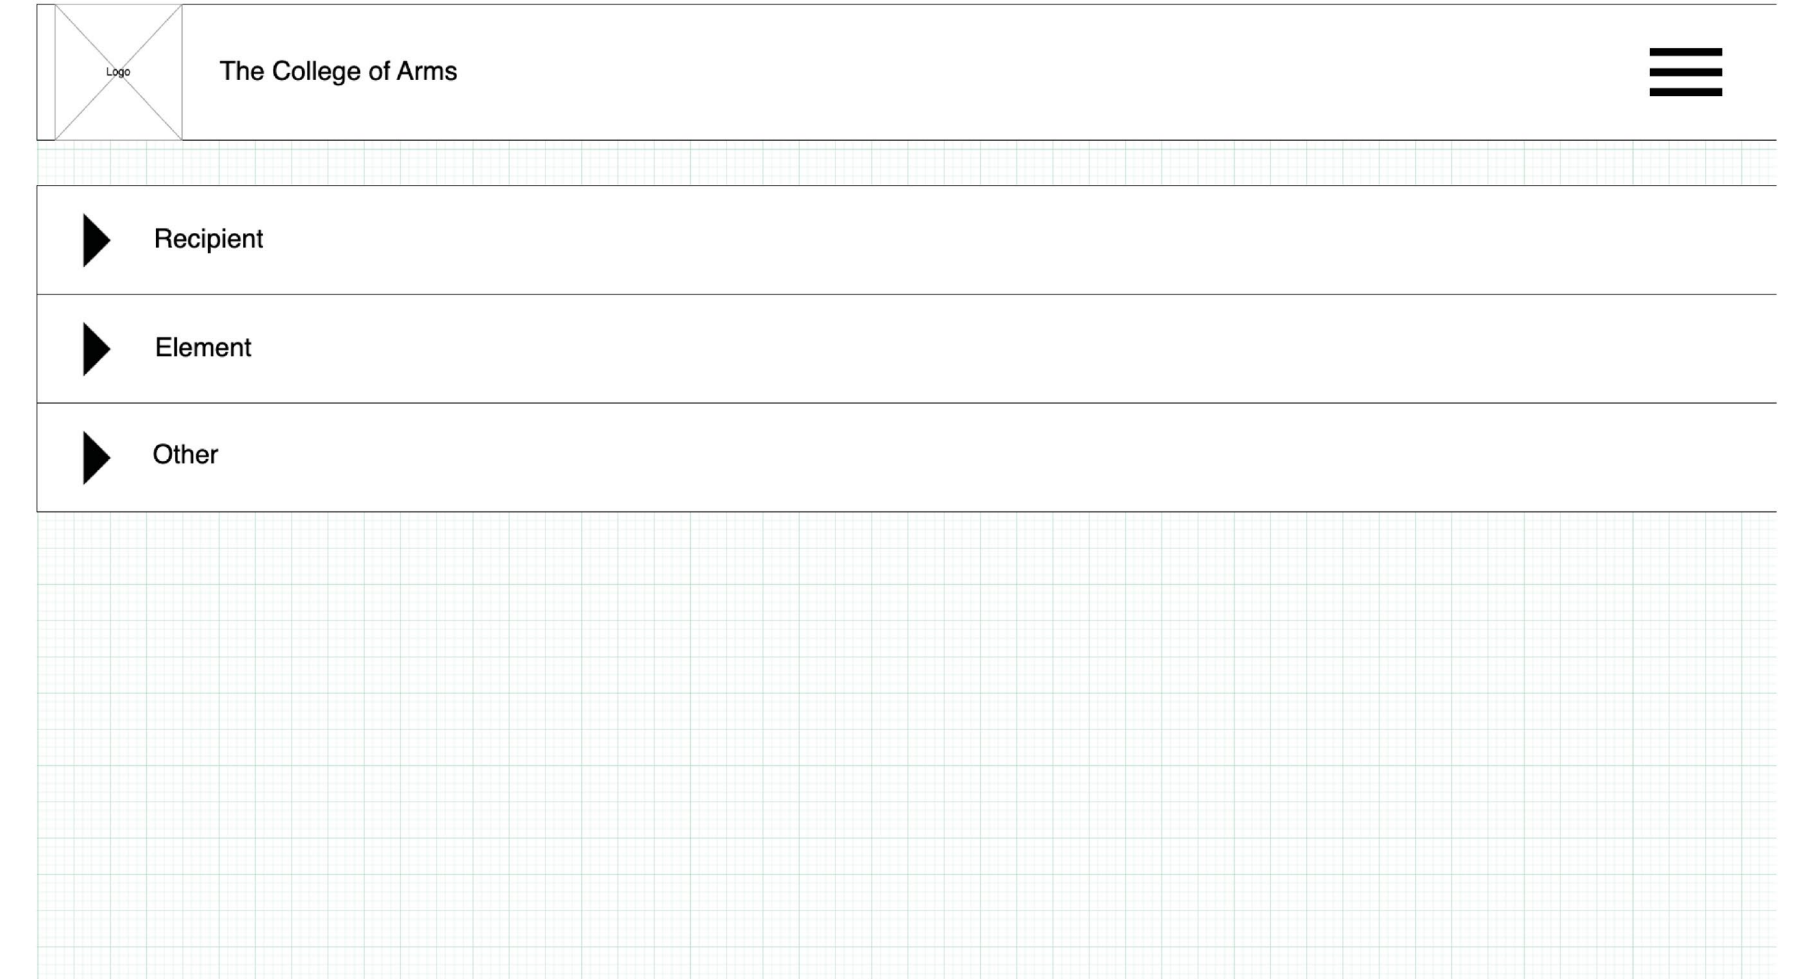 Logo
The College of Arms
Recipient
Element
Other